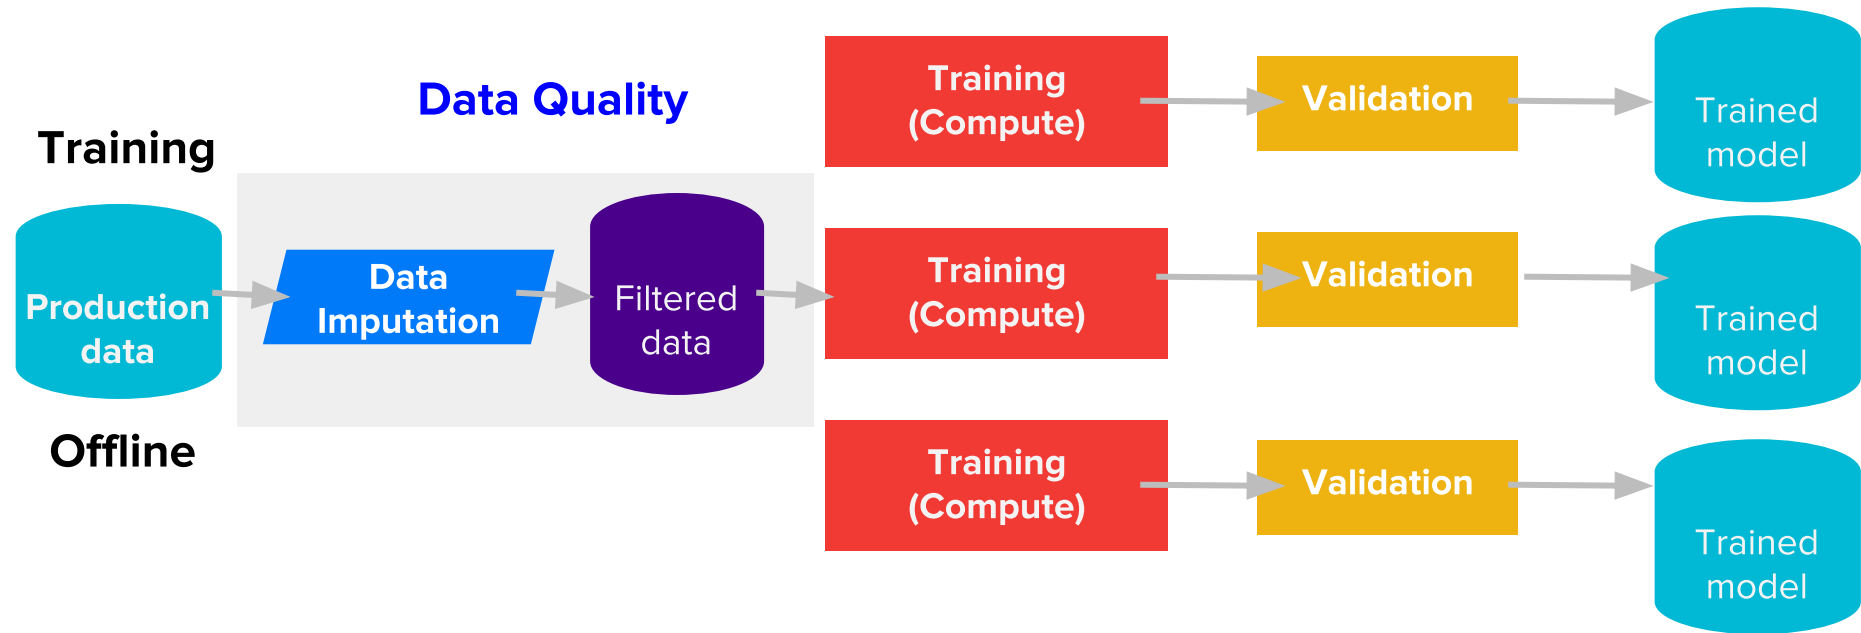 Training
Offline
Production
data
Data Quality
Data
Imputation
Filtered
data
Training
(Compute)
Validation
Trained
model
Training
(Compute)
Validation
Trained
model
Training
(Compute)
Validation
Trained
model